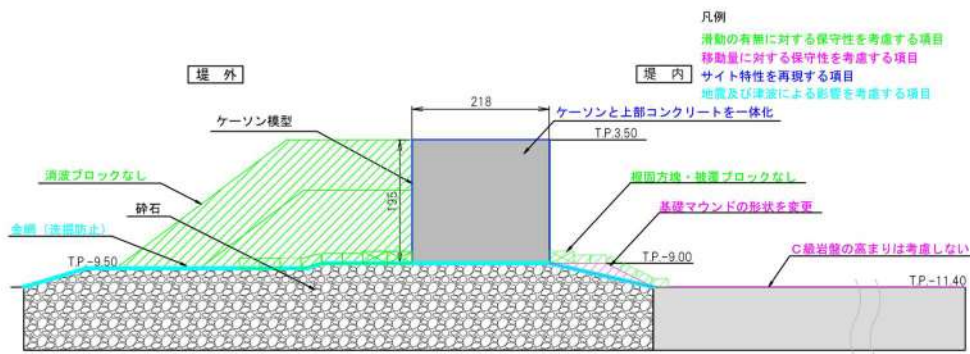 凡例
滑動の有無に対する保守性を考慮する項目
移動量に対する保守性を考慮する項目
サイト特性を再現する項目
地震及び津波による影響を考慮する項目
堤 外
堤 内
218
ケーソン模型
ケーソンと上部コンクリートを一体化
T.P.3.50
消波ブロックなし
195
根固方塊・被覆ブロックなし
砕石
基礎マウンドの形状を変更
金網（洗掘防止）
T.P.-9.50
T.P.-9.00
C級岩盤の高まりは考慮しない
T.P.-11.40